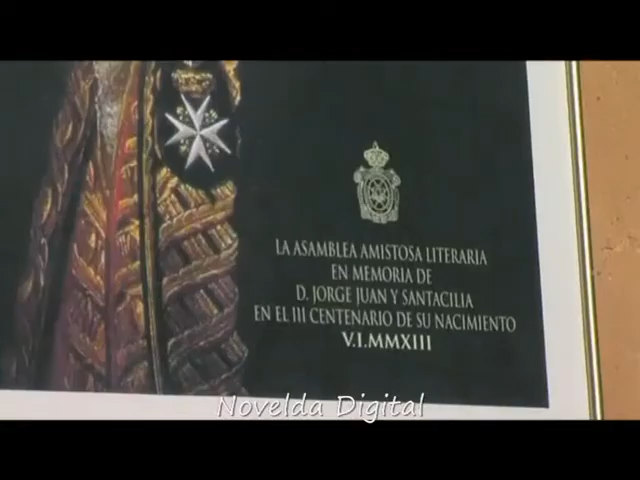 LA ASAMBLEA AMISTOSA LITERARIA
EN MEMORIA DE
D. JORGE JUAN Y SANTACILIA
EN EL III CENTENARIO DE SU NACIMIENTO
V.I.MMXIII
Novelda Digital